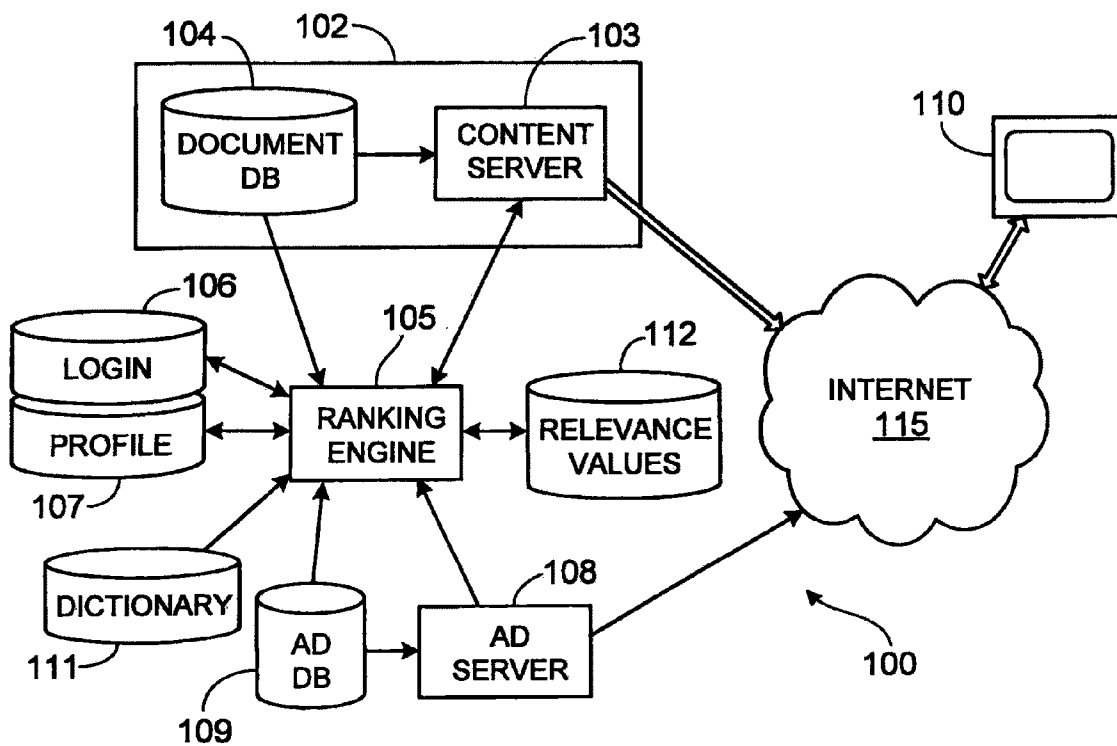 102
104
103
110
DOCUMENT
DB
CONTENT
SERVER
106
105
112
LOGIN
PROFILE
RANKING
ENGINE
RELEVANCE
VALUES
INTERNET
115
107
108
DICTIONARY
AD
DB
AD
SERVER
111
100
109